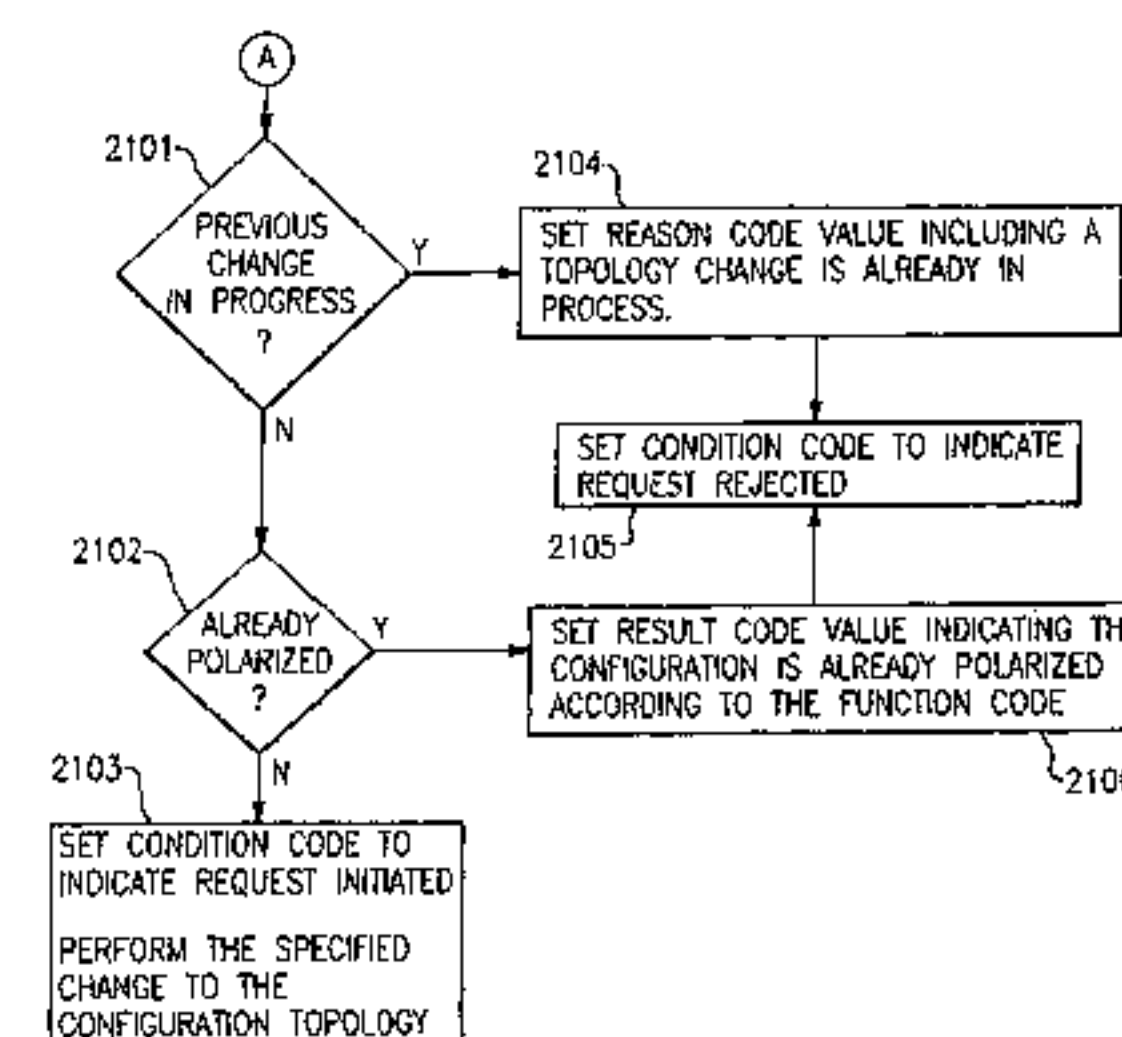 A
2101
PREVIOUS
CHANGE
IN PROGRESS
?
Y
N
2104
SET REASON CODE VALUE INCLUDING A
TOPOLOGY CHANGE IS ALREADY IN
PROCESS.
SET CONDITION CODE TO INDICATE
REQUEST REJECTED
2105
2102
ALREADY
POLARIZED
?
Y
N
SET RESULT CODE VALUE INDICATING
CONFIGURATION IS ALREADY POLARIZED
ACCORDING TO THE FUNCTION CODE
2103
SET CONDITION CODE TO
INDICATE REQUEST INITIATED
PERFORM THE SPECIFIED
CHANGE TO THE
CONFIGURATION TOPOLOGY